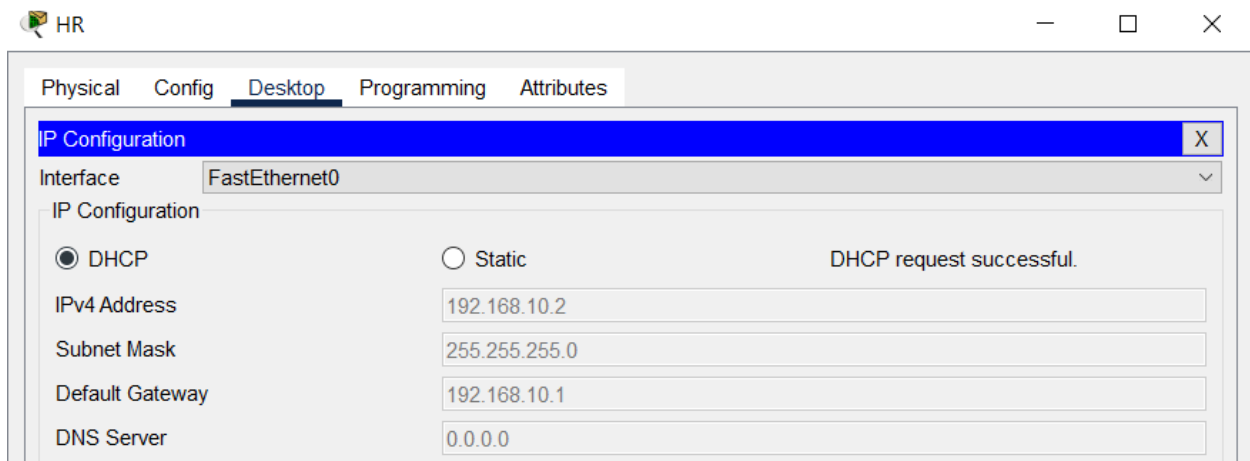 HR
Physical Config Desktop Programming Attributes
IP Configuration X
Interface FastEthernet0
IP Configuration
DHCP Static DHCP request successful.
IPv4 Address 192.168.10.2
Subnet Mask 255.255.255.0
Default Gateway 192.168.10.1
DNS Server 0.0.0.0